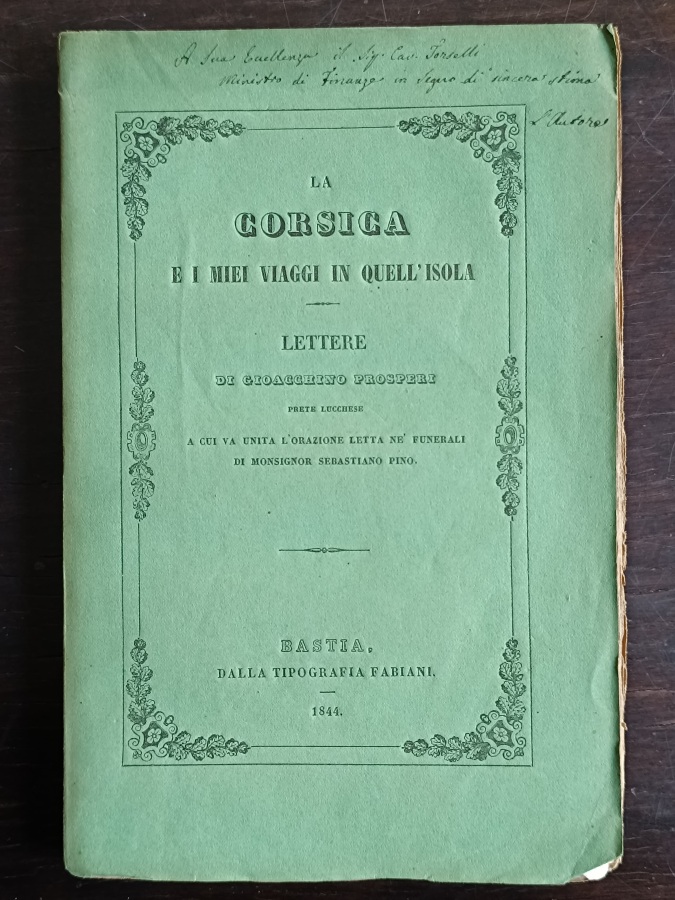 A Sua Eccellenza il Sig. Cav. Torselli
Ministro di Finanze in Segno di sincera stima
L'Autore
LA
CORSICA
E I MIEI VIAGGI IN QUELL'ISOLA
LETTERE
DI GIOACCHINO PROSPERI
PRETE LUCCHESE
A CUI VA UNITA L'ORAZIONE LETTA NE' FUNERALI
DI MONSIGNOR SEBASTIANO PINO.
BASTIA,
DALLA TIPOGRAFIA FABIANI.
1844.